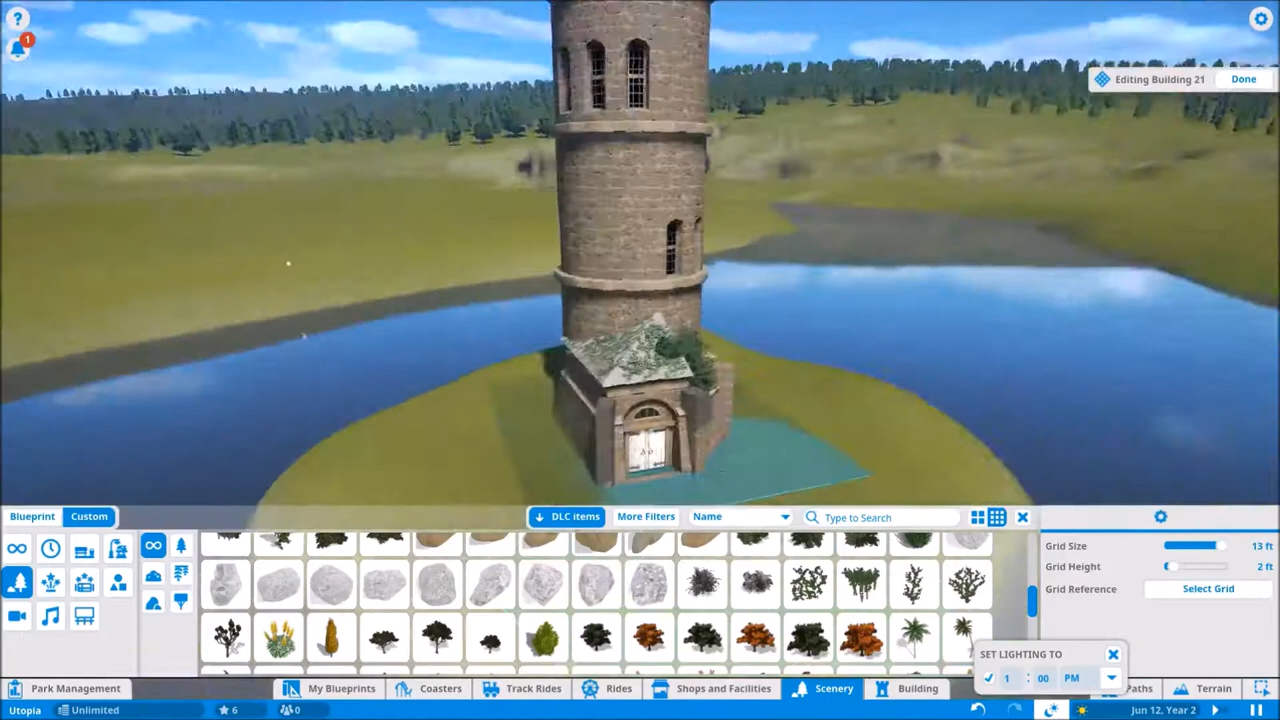 ?
1
Editing Building 21
Done
Blueprint
Custom
DLC items
More Filters
Name
Type to Search
Grid Size
13 ft
Grid Height
2 ft
Grid Reference
Select Grid
SET LIGHTING TO
1 : 00 PM
Park Management
My Blueprints
Coasters
Track Rides
Rides
Shops and Facilities
Scenery
Building
Paths
Terrain
Unlimited
6
0
Jun 12, Year 2